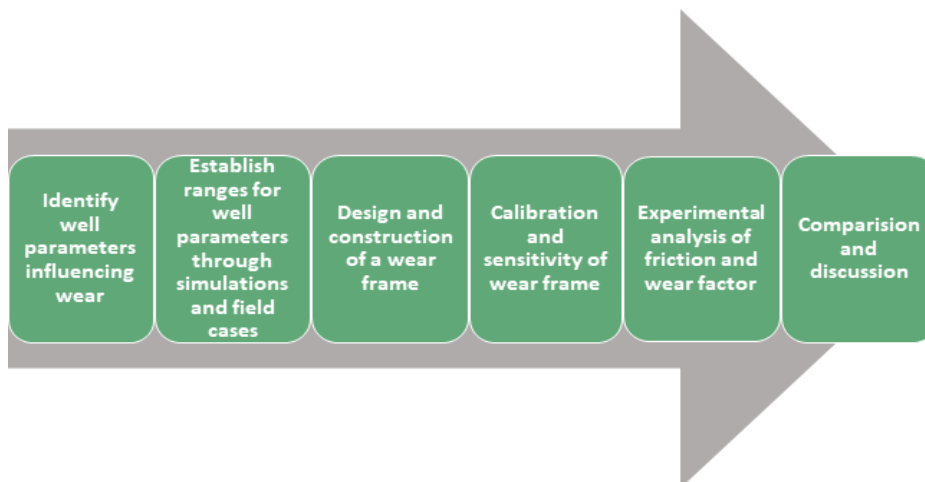 Identify
well
parameters
influencing
wear
Establish
ranges for
well
parameters
through
simulations
and field
cases
Design and
construction
of a wear
frame
Calibration
and
sensitivity of
wear frame
Experimental
analysis of
friction and
wear factor
Comparision
and
discussion